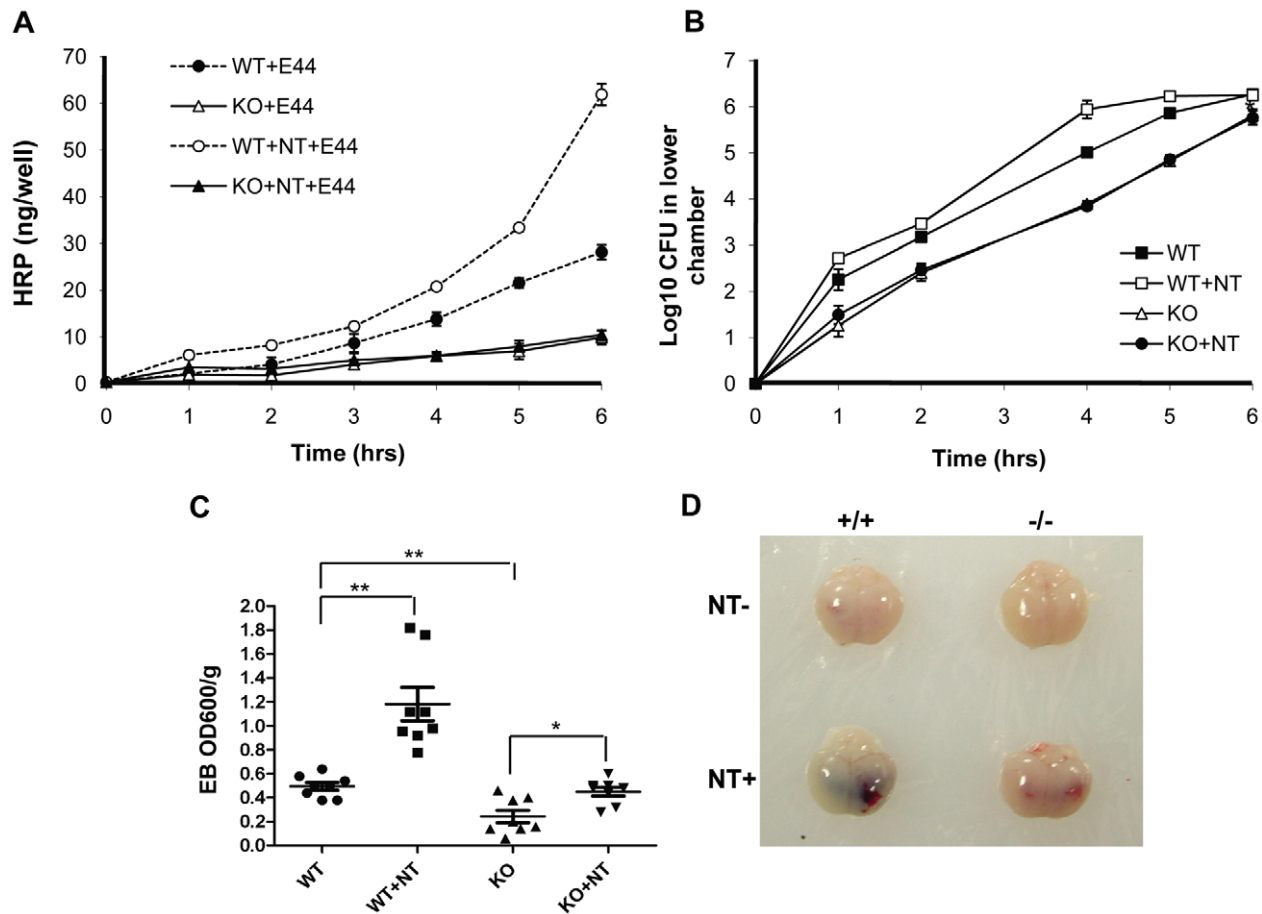 A
70
60
50
40
30
20
10
0
HRP (ng/well)
WT+E44
KO+E44
WT+NT+E44
KO+NT+E44
0 1 2 3 4 5 6
Time (hrs)
B
7
6
5
4
3
2
1
0
Log10 CFU in lower
chamber
*
WT
WT+NT
KO
KO+NT
0 1 2 3 4 5 6
Time (hrs)
C
**
**
*
2.0
1.8
1.6
1.4
1.2
1.0
0.8
0.6
0.4
0.2
0.0
EB OD600/g
WT
WT+NT
KO
KO+NT
D
+/+ -/-
NT-
NT+